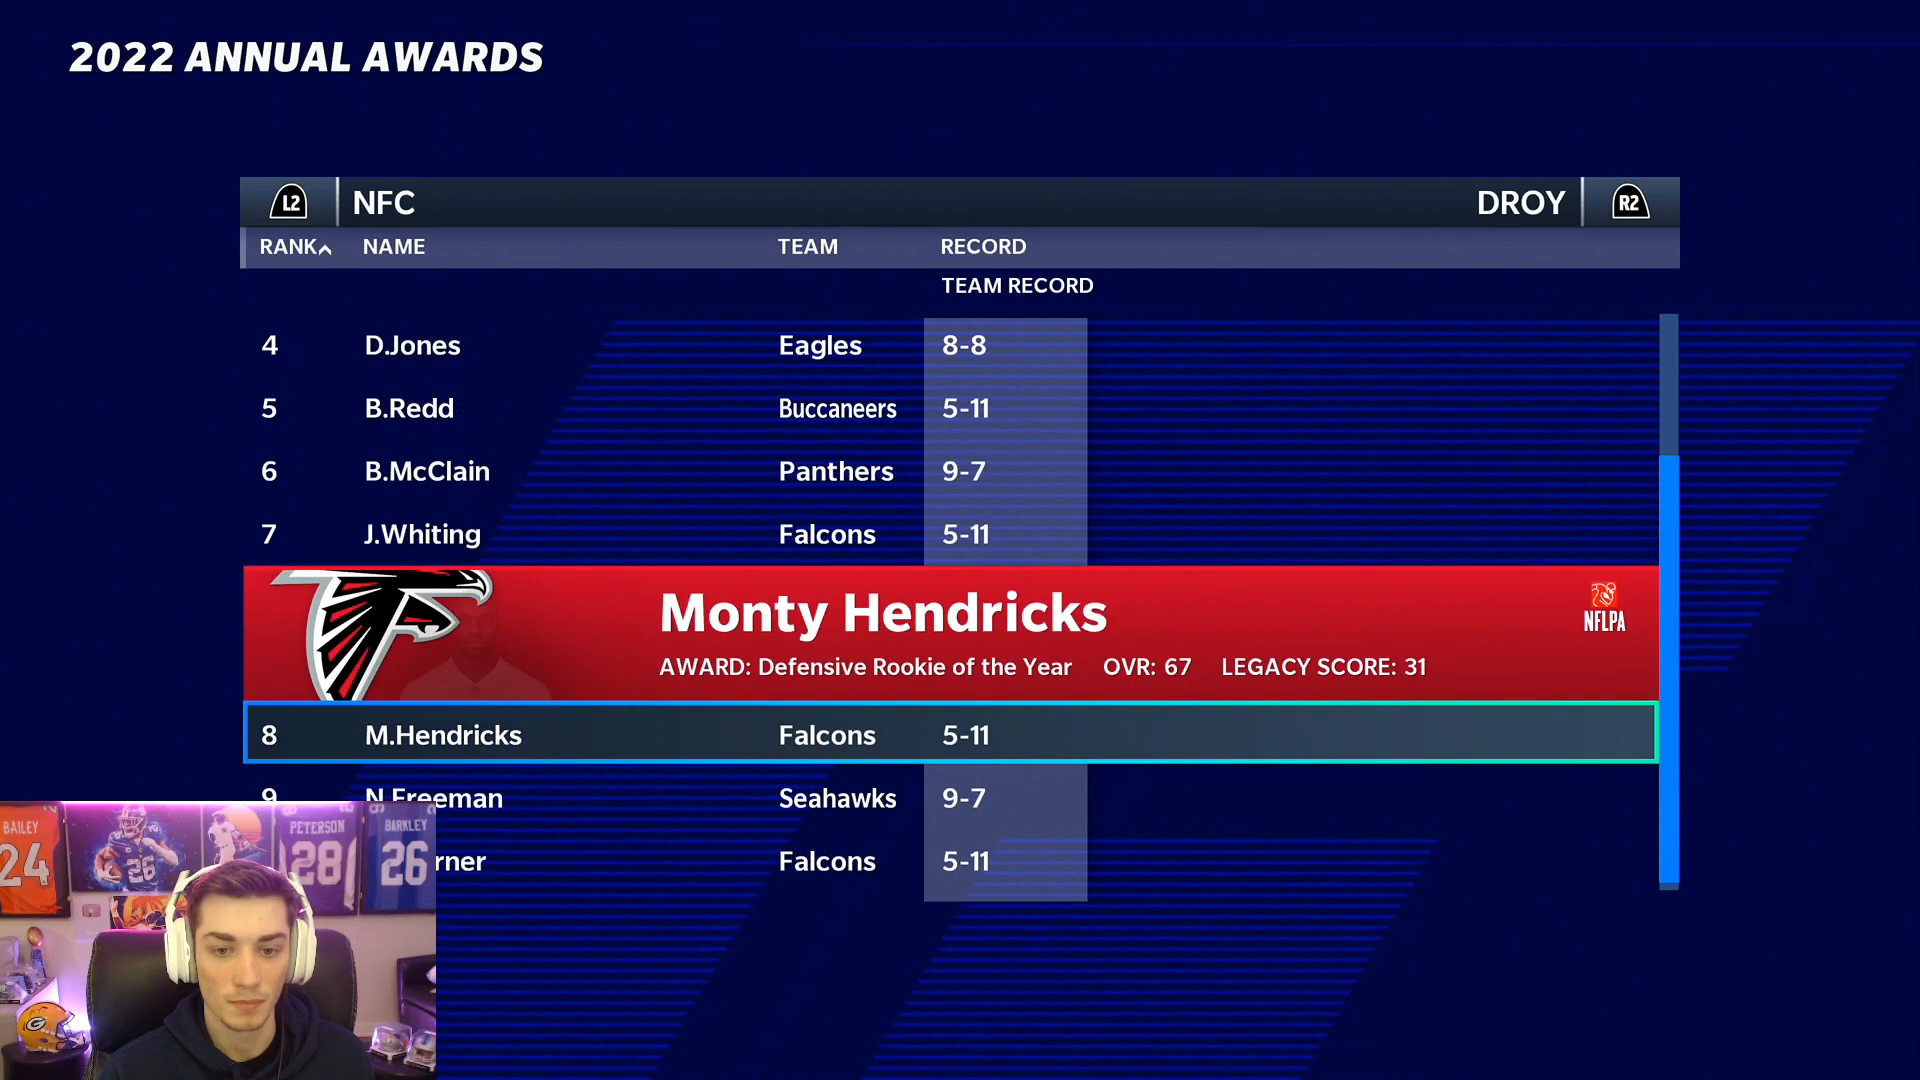 2022 ANNUAL AWARDS
L2 NFC DROY R2
RANK NAME TEAM RECORD
TEAM RECORD
4 D.Jones Eagles 8-8
5 B.Redd Buccaneers 5-11
6 B.McClain Panthers 9-7
7 J.Whiting Falcons 5-11
Monty Hendricks
NFLPA
AWARD: Defensive Rookie of the Year OVR: 67 LEGACY SCORE: 31
8 M.Hendricks Falcons 5-11
9 N.Freeman Seahawks 9-7
rner Falcons 5-11
BAILEY
24
26
PETERSON
28
BARKLEY
26
G